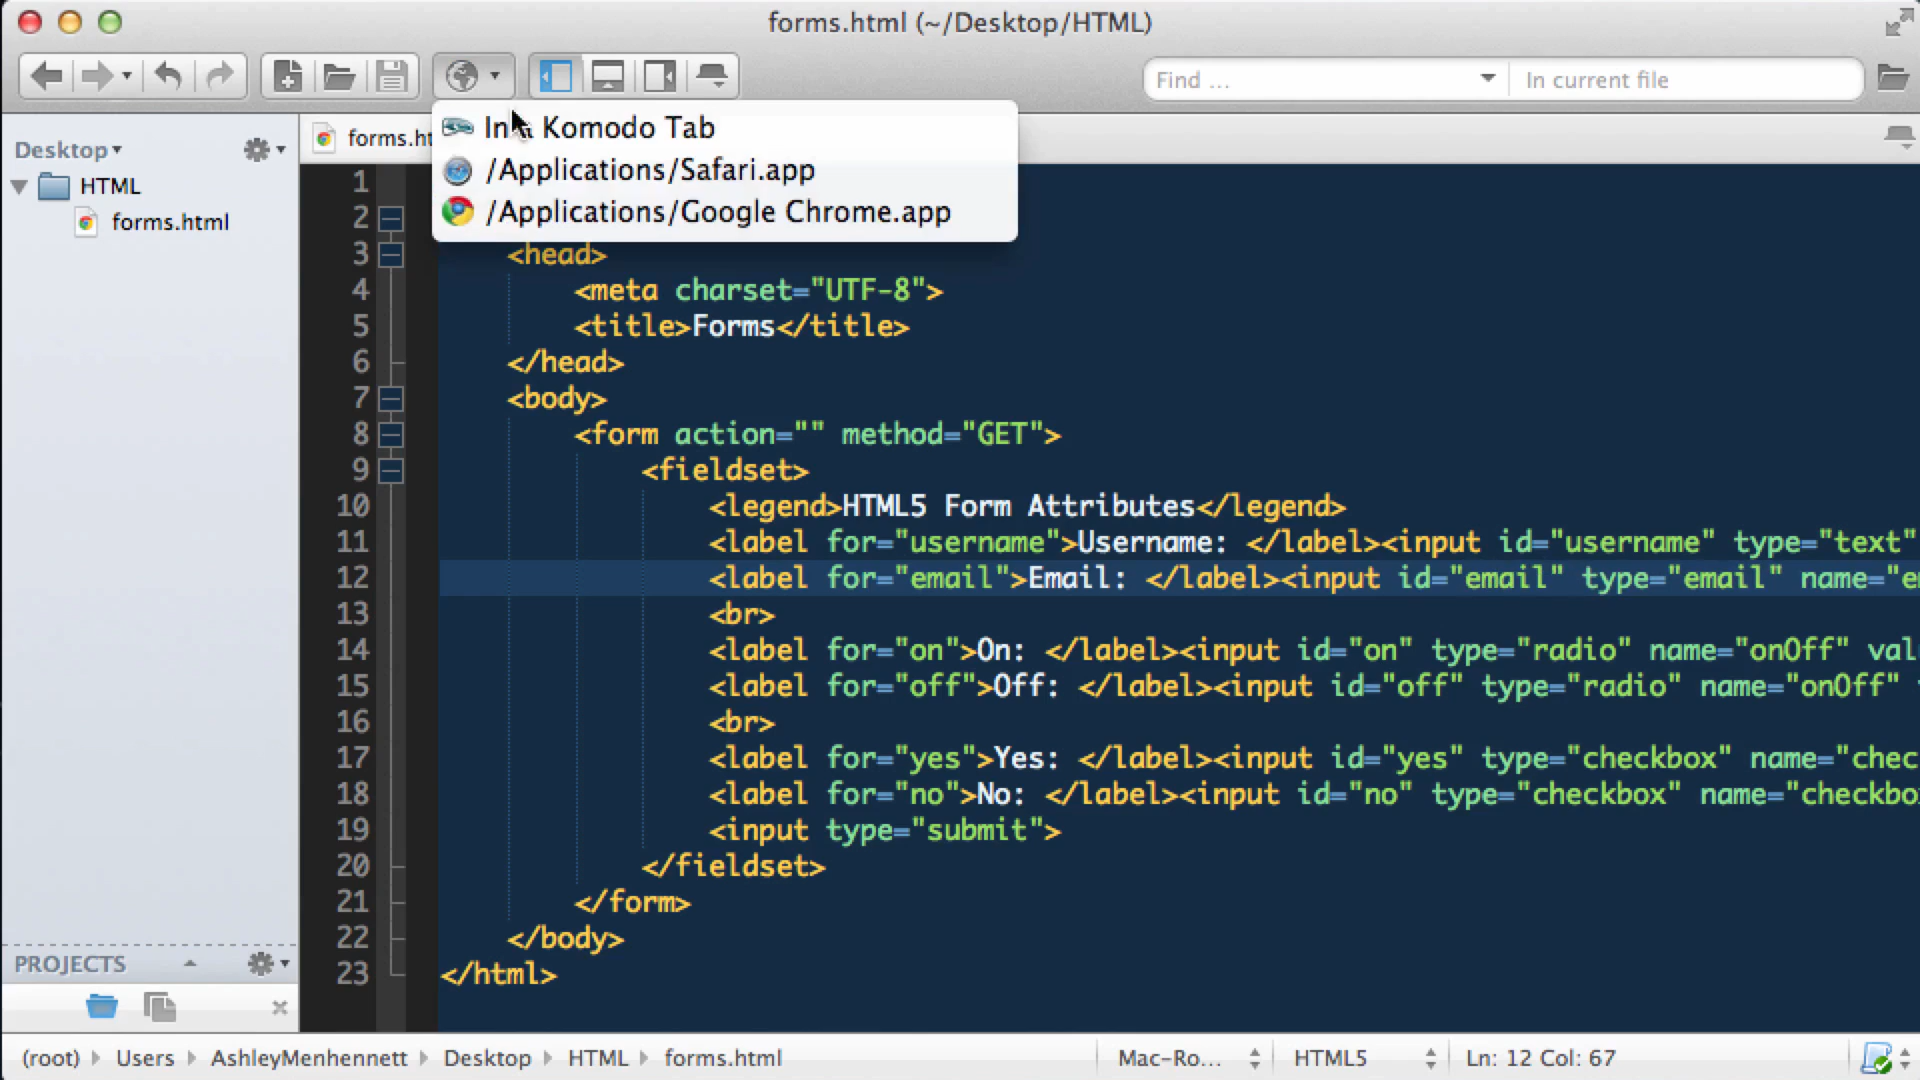 forms.html (~/Desktop/HTML)
Find ...
In current file
In a Komodo Tab
/Applications/Safari.app
/Applications/Google Chrome.app
Desktop
HTML
forms.html
forms.ht
1
2
3 <head>
4 <meta charset="UTF-8">
5 <title>Forms</title>
6 </head>
7 <body>
8 <form action="" method="GET">
9 <fieldset>
10 <legend>HTML5 Form Attributes</legend>
11 <label for="username">Username: </label><input id="username" type="text"
12 <label for="email">Email: </label><input id="email" type="email" name="em
13 <br>
14 <label for="on">On: </label><input id="on" type="radio" name="onOff" val
15 <label for="off">Off: </label><input id="off" type="radio" name="onOff"
16 <br>
17 <label for="yes">Yes: </label><input id="yes" type="checkbox" name="chec
18 <label for="no">No: </label><input id="no" type="checkbox" name="checkbo
19 <input type="submit">
20 </fieldset>
21 </form>
22 </body>
23 </html>
PROJECTS
(root) Users AshleyMenhennett Desktop HTML forms.html
Mac-Ro... HTML5 Ln: 12 Col: 67